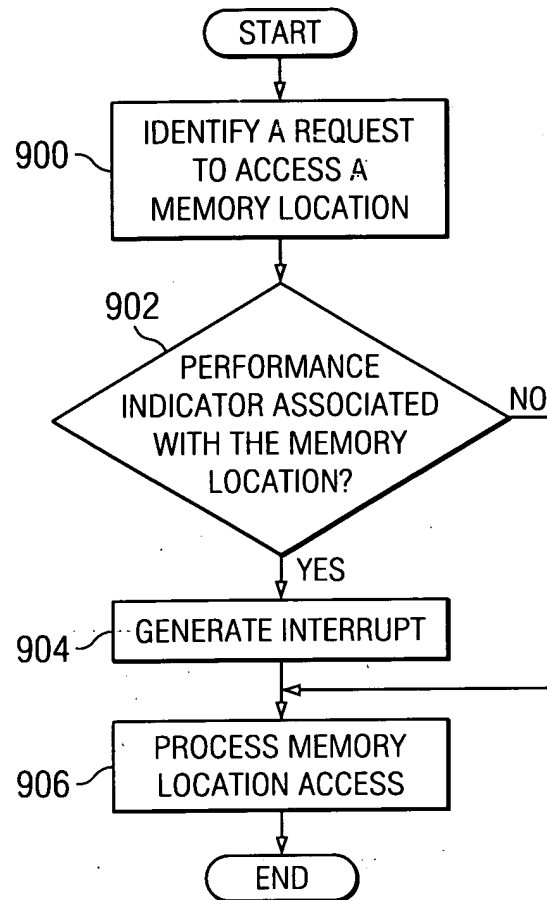 START
900
IDENTIFY A REQUEST
TO ACCESS A
MEMORY LOCATION
902
PERFORMANCE
INDICATOR ASSOCIATED
WITH THE MEMORY
LOCATION?
NO
YES
904
GENERATE INTERRUPT
906
PROCESS MEMORY
LOCATION ACCESS
END